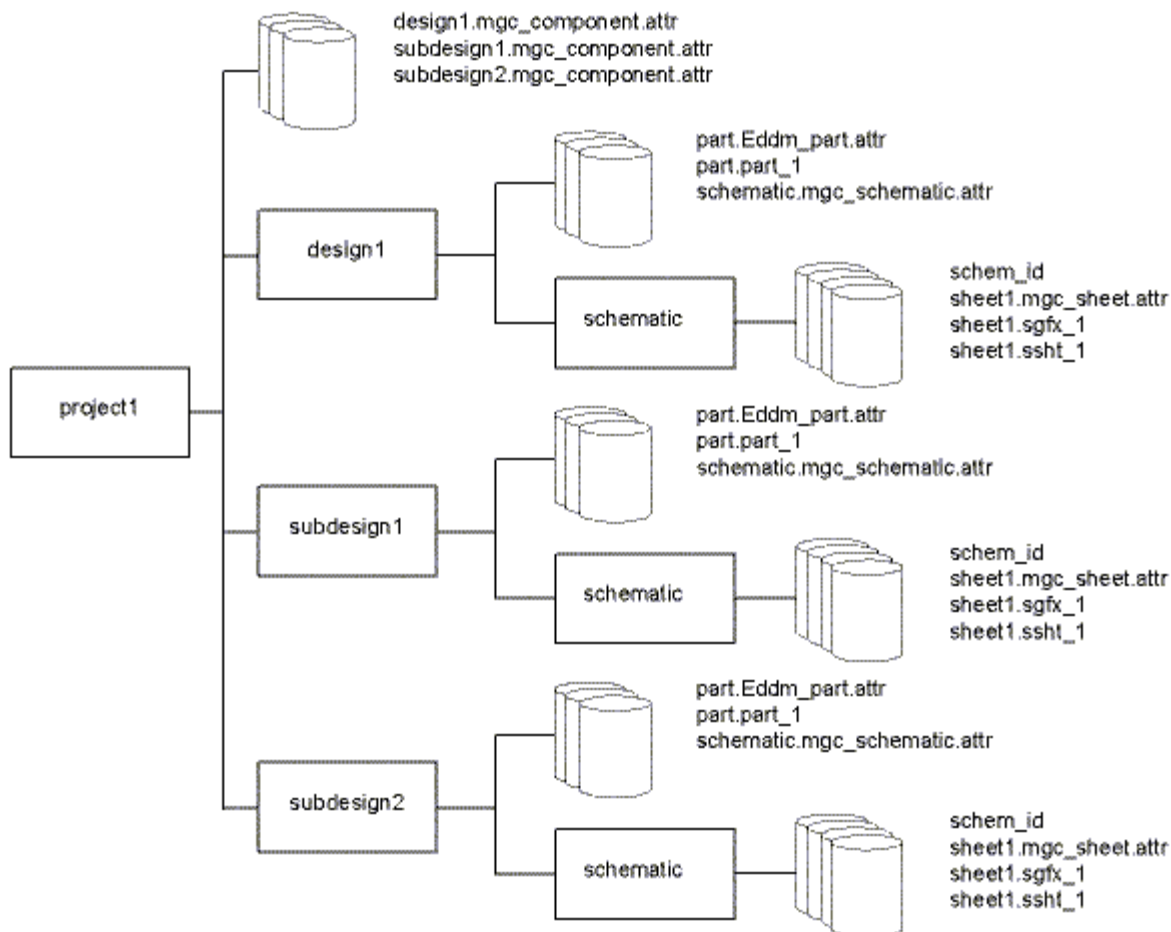 design1.mgc_component.attr
subdesign1.mgc_component.attr
subdesign2.mgc_component.attr
part.Eddm_part.attr
part.part_1
schematic.mgc_schematic.attr
design1
schem_id
sheet1.mgc_sheet.attr
sheet1.sgfx_1
sheet1.ssht_1
schematic
project1
part.Eddm_part.attr
part.part_1
schematic.mgc_schematic.attr
subdesign1
schem_id
sheet1.mgc_sheet.attr
sheet1.sgfx_1
sheet1.ssht_1
schematic
part.Eddm_part.attr
part.part_1
schematic.mgc_schematic.attr
subdesign2
schem_id
sheet1.mgc_sheet.attr
sheet1.sgfx_1
sheet1.ssht_1
schematic